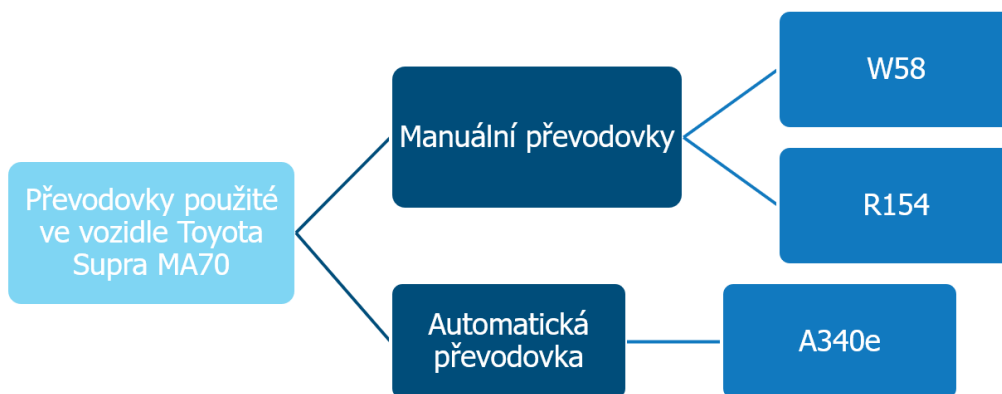 Převodovky použité
ve vozidle Toyota
Supra MA70
Manuální převodovky
W58
R154
Automatická
převodovka
A340e